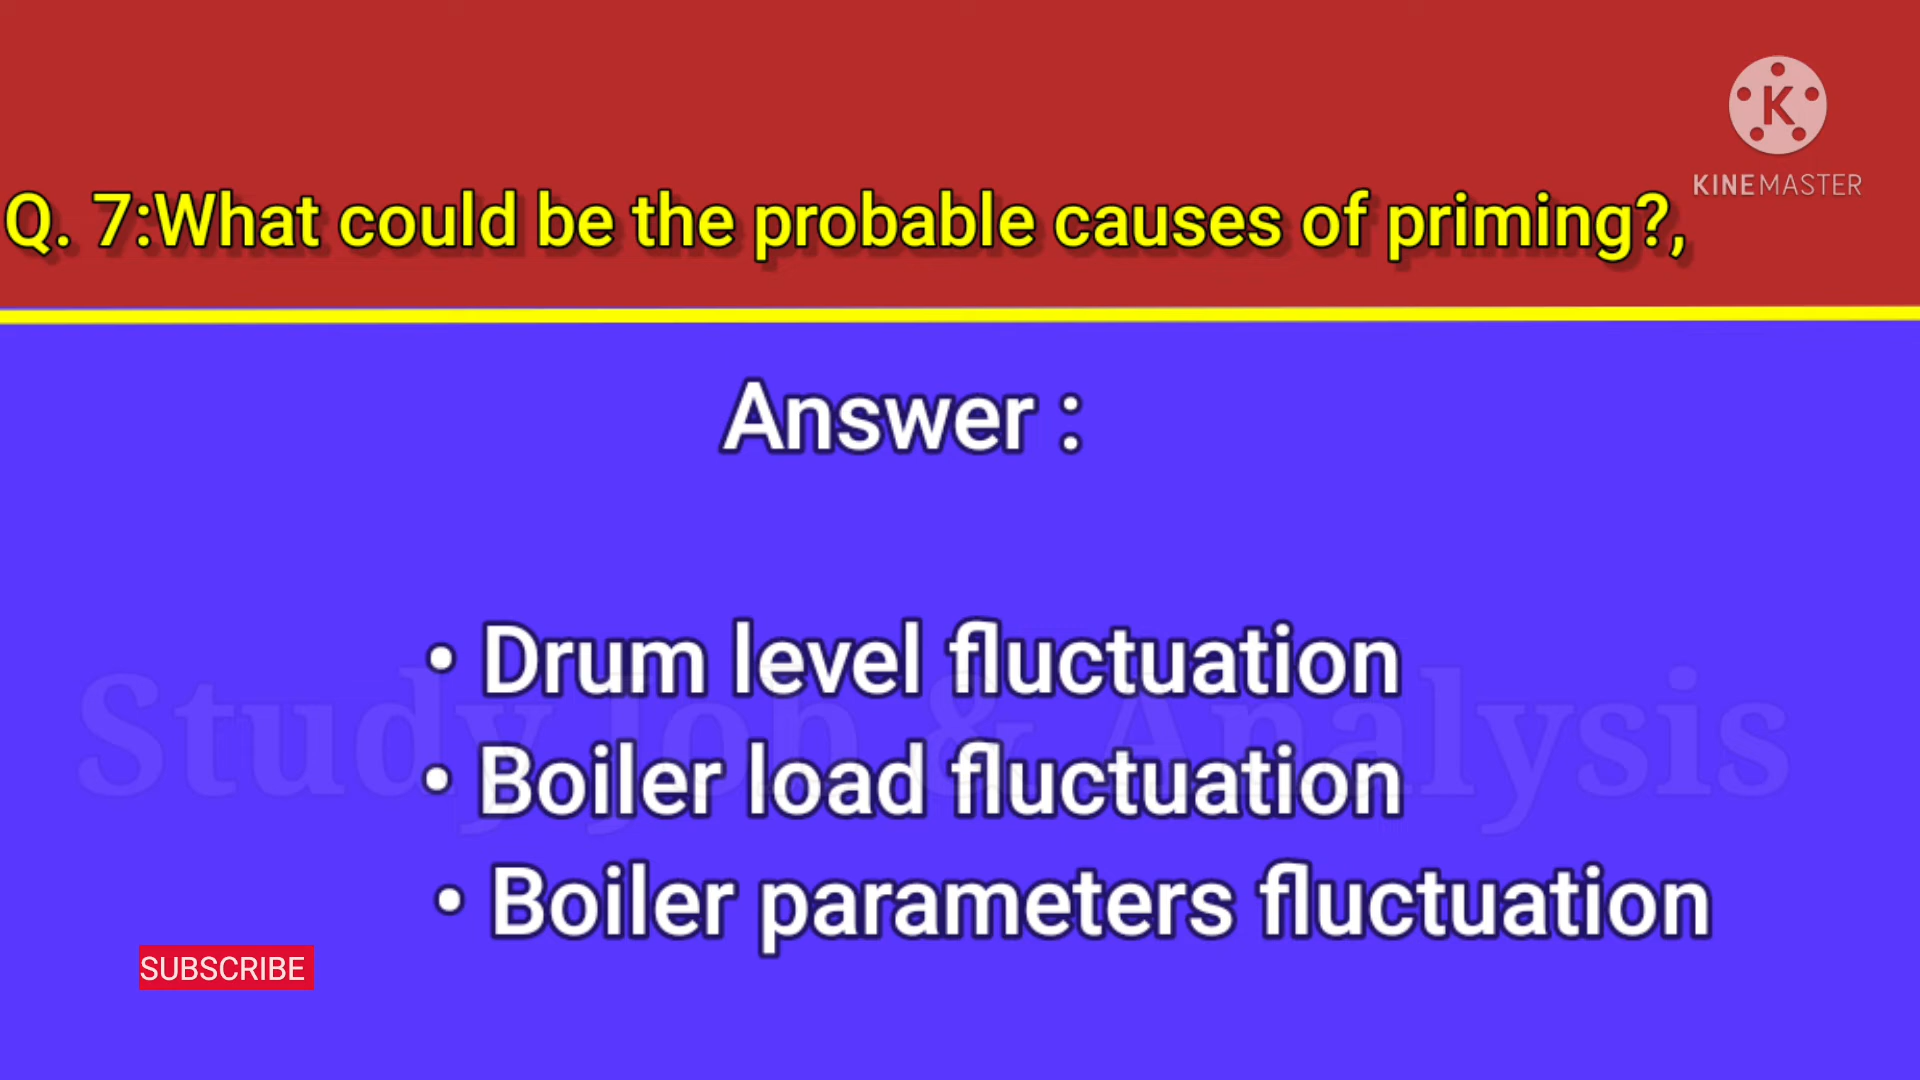 KINEMASTER
Q. 7:What could be the probable causes of priming?,
Answer :
• Drum level fluctuation
Study Job & Analysis
• Boiler load fluctuation
• Boiler parameters fluctuation
SUBSCRIBE